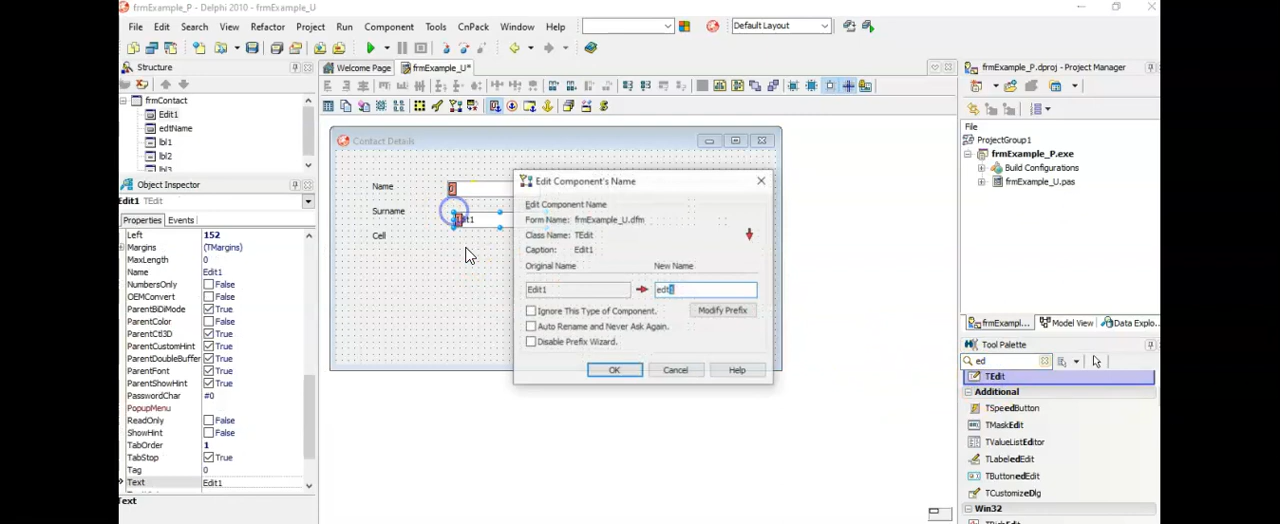 frmExample_P - Delphi 2010 - frmExample_U
File Edit Search View Refactor Project Run Component Tools CnPack Window Help Default Layout
Structure
frmContact
Edit1
edtName
lbl1
lbl2
lbl3
Object Inspector
Edit1 TEdit
Properties Events
Left 152
Margins (TMargins)
MaxLength 0
Name Edit1
NumbersOnly False
OEMConvert False
ParentBiDiMode True
ParentColor False
ParentCtl3D True
ParentCustomHint True
ParentDoubleBuffer True
ParentFont True
ParentShowHint True
PasswordChar #0
PopupMenu
ReadOnly False
ShowHint False
TabOrder 1
TabStop True
Tag 0
Text Edit1
Text
Welcome Page frmExample_U*
Contact Details
Name
Surname
Cell
Edit Component's Name
Edit Component Name
Form Name: frmExample_U.dfm
Class Name: TEdit
Caption: Edit1
Original Name New Name
Edit1 edt1
Ignore This Type of Component. Modify Prefix
Auto Rename and Never Ask Again.
Disable Prefix Wizard.
OK Cancel Help
frmExample_P.dproj - Project Manager
File
ProjectGroup1
frmExample_P.exe
Build Configurations
frmExample_U.pas
frmExampl... Model View Data Explo...
Tool Palette
ed
TEdit
Additional
TSpeedButton
TMaskEdit
TValueListEditor
TLabeledEdit
TButtonedEdit
TCustomizeDlg
Win32